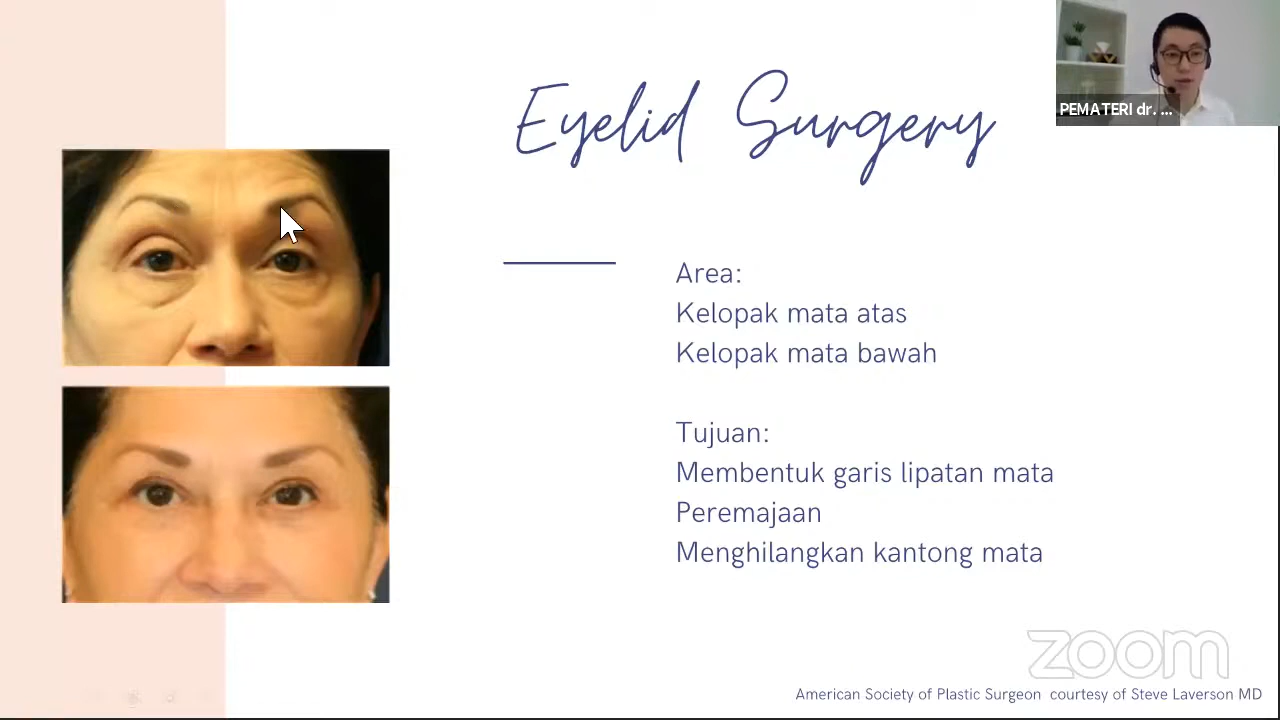 Eyelid Surgery
PEMATERI dr. ...
Area:
Kelopak mata atas
Kelopak mata bawah
Tujuan:
Membentuk garis lipatan mata
Peremajaan
Menghilangkan kantong mata
zoom
American Society of Plastic Surgeon courtesy of Steve Laverson MD